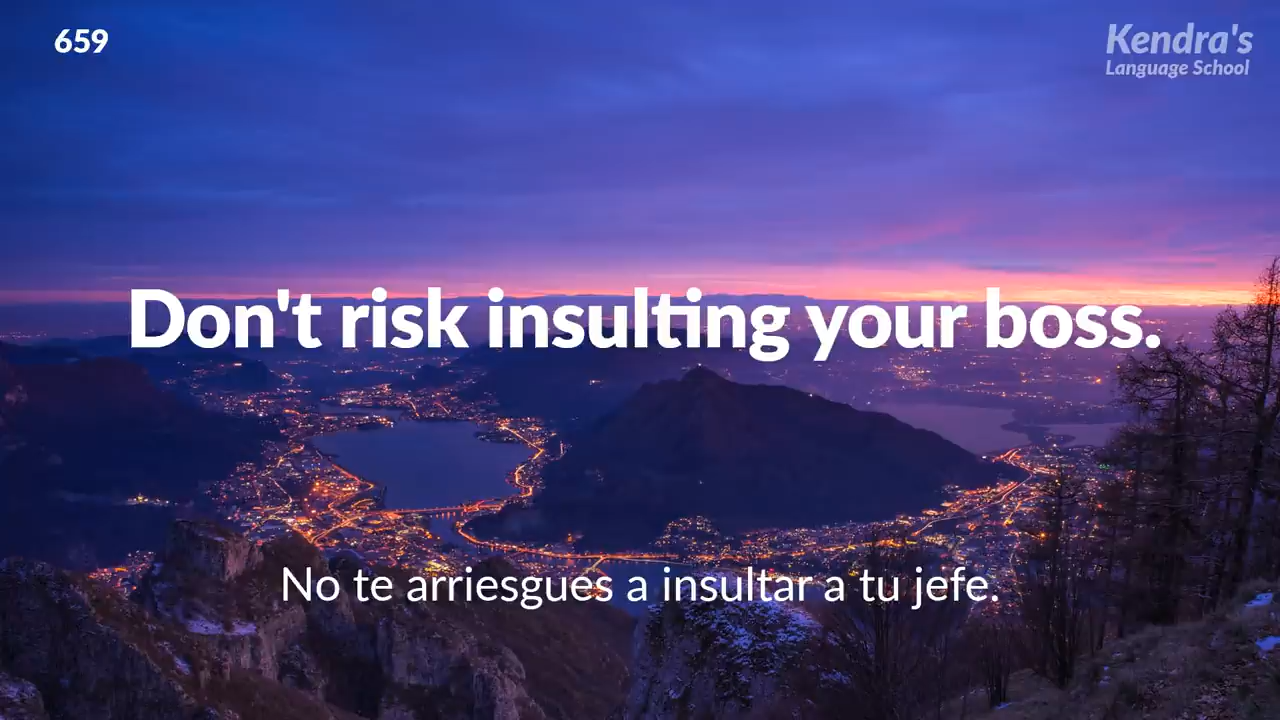 659
Kendra's
Language School
Don't risk insulting your boss.
No te arriesgues a insultar a tu jefe.